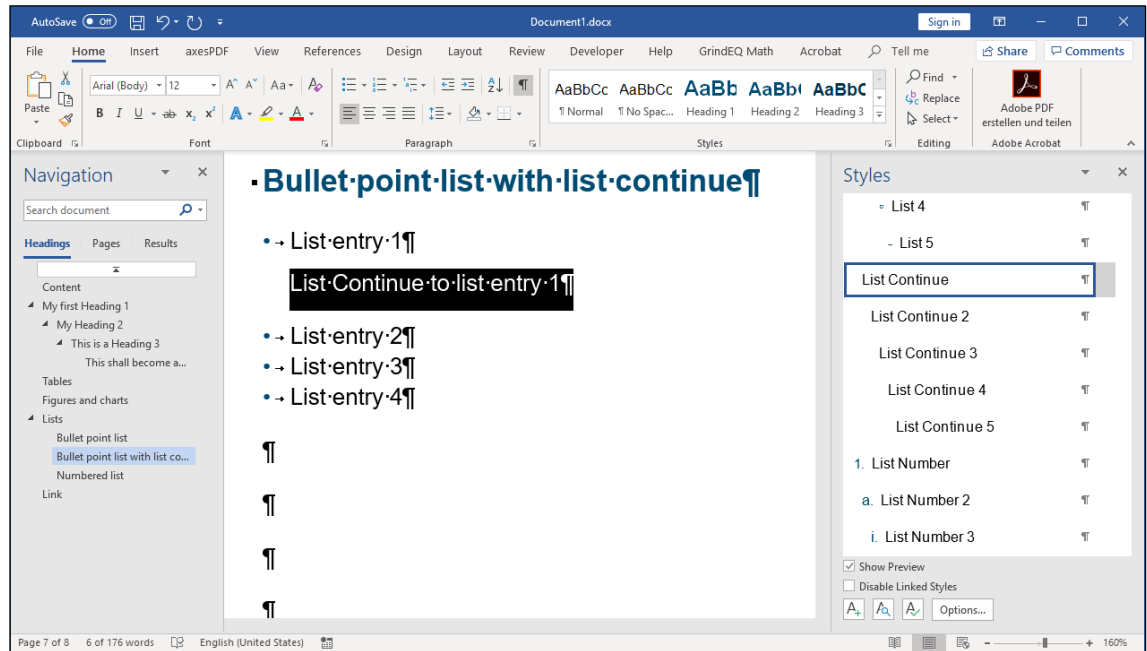 AutoSave Off Document1.docx Sign in
File Home Insert axesPDF View References Design Layout Review Developer Help GrindEQ Math Acrobat Tell me Share Comments
Paste
Clipboard
Arial (Body) 12 A^ A˅ Aa A
B I U ab x₂ x² A A
Font
¶
Paragraph
AaBbCc AaBbCc AaBb AaBb( AaBbC
¶ Normal ¶ No Spac... Heading 1 Heading 2 Heading 3
Styles
Find
Replace
Select
Editing
Adobe PDF
erstellen und teilen
Adobe Acrobat
Navigation
Search document
Headings Pages Results
Content
My first Heading 1
My Heading 2
This is a Heading 3
This shall become a...
Tables
Figures and charts
Lists
Bullet point list
Bullet point list with list co...
Numbered list
Link
Bullet·point·list·with·list·continue¶
•→List·entry·1¶
List·Continue·to·list·entry·1¶
•→List·entry·2¶
•→List·entry·3¶
•→List·entry·4¶
¶
¶
¶
¶
Styles
◦ List 4 ¶
- List 5 ¶
List Continue ¶
List Continue 2 ¶
List Continue 3 ¶
List Continue 4 ¶
List Continue 5 ¶
1. List Number ¶
a. List Number 2 ¶
i. List Number 3 ¶
Show Preview
Disable Linked Styles
Options...
Page 7 of 8 6 of 176 words English (United States) 160%